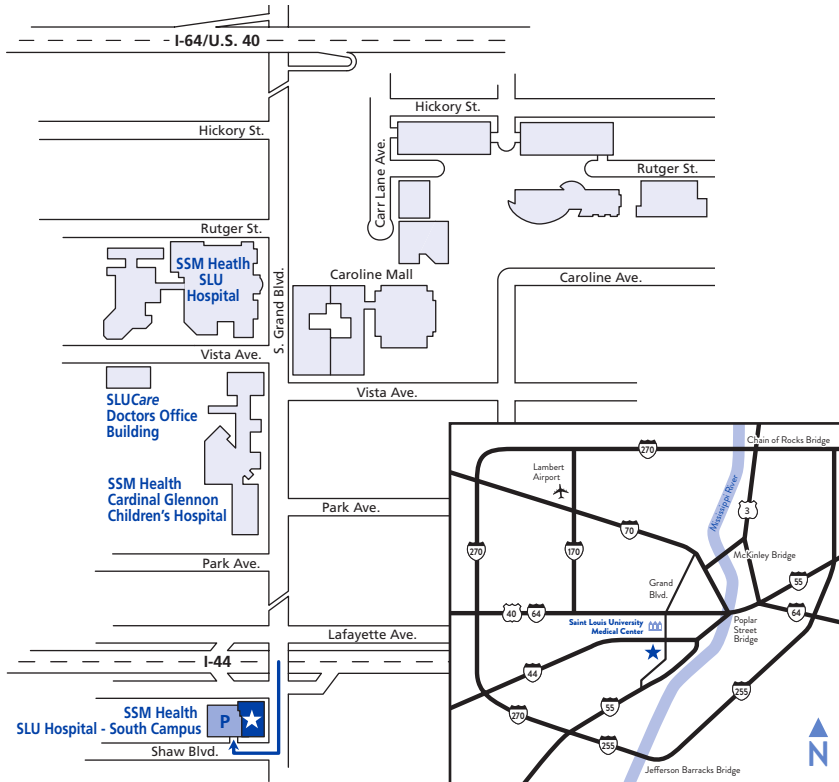 I-64/U.S. 40
Hickory St.
Hickory St.
Carr Lane Ave.
Rutger St.
Rutger St.
SSM Heatlh
SLU
Hospital
S. Grand Blvd.
Caroline Mall
Caroline Ave.
Vista Ave.
Vista Ave.
SLUCare
Doctors Office
Building
SSM Health
Cardinal Glennon
Children's Hospital
Park Ave.
Park Ave.
Lafayette Ave.
I-44
SSM Health
SLU Hospital - South Campus
P
Shaw Blvd.
270
Chain of Rocks Bridge
Lambert
Airport
Mississippi River
3
70
270
170
McKinley Bridge
55
Grand
Blvd.
40
64
64
Saint Louis University
Medical Center
Poplar
Street
Bridge
44
255
55
270
255
Jefferson Barracks Bridge
N